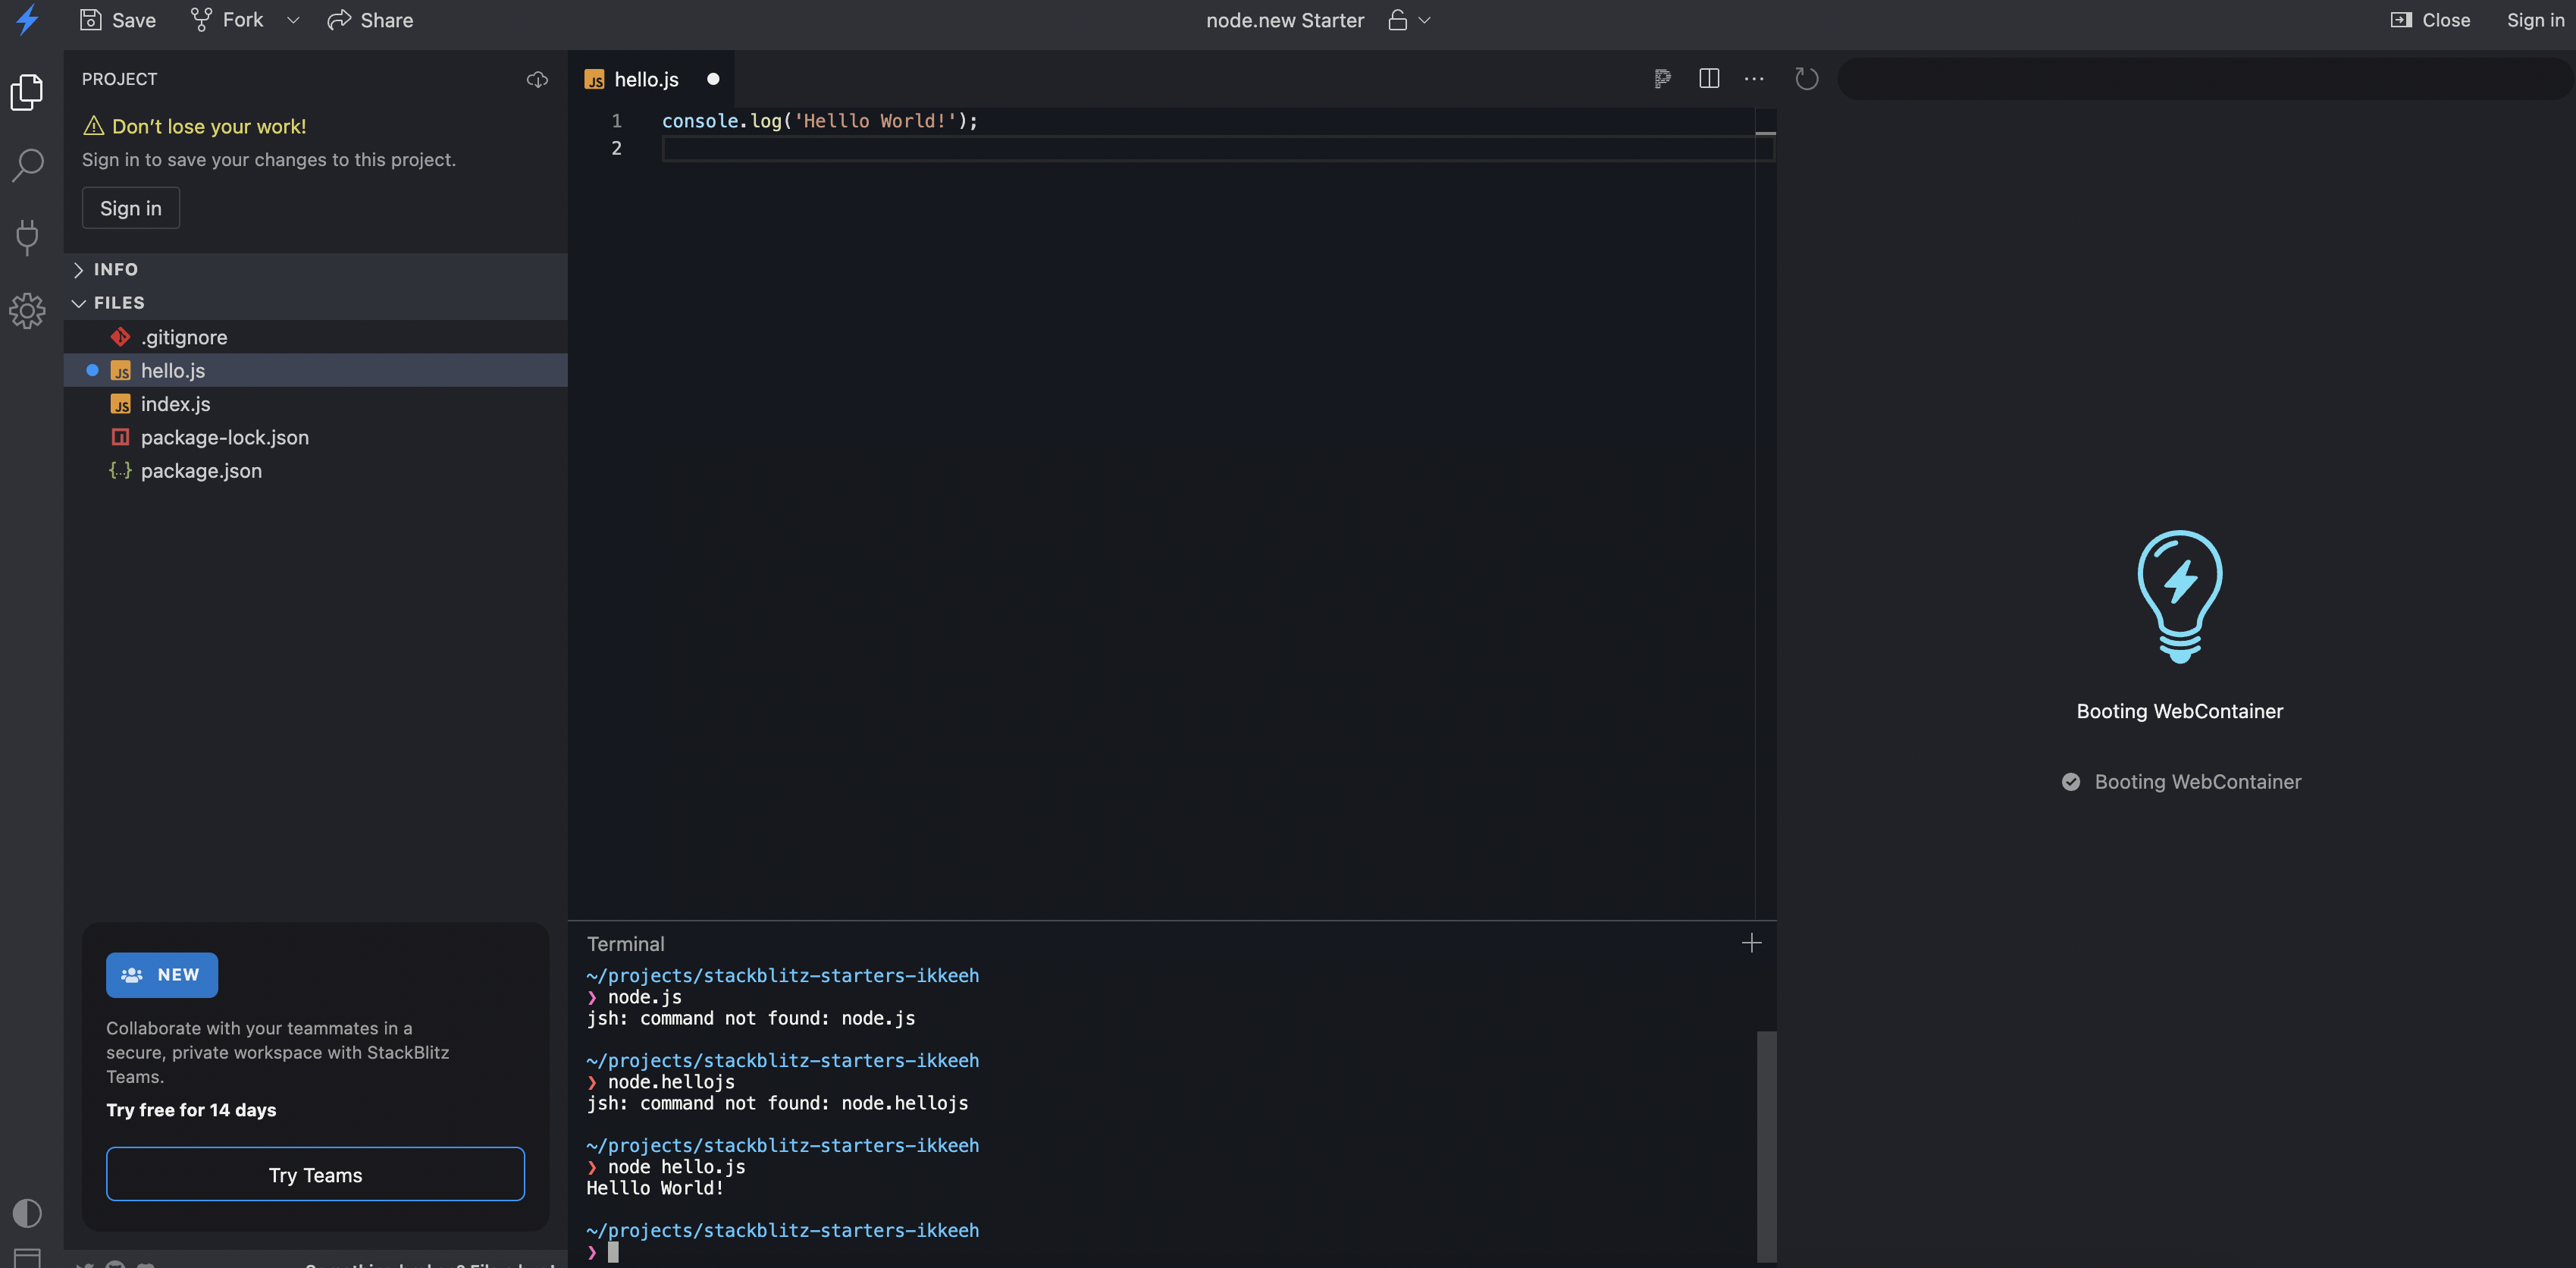 Save Fork Share node.new Starter Close Sign in
PROJECT
Don't lose your work!
Sign in to save your changes to this project.
Sign in
INFO
FILES
.gitignore
JS hello.js
JS index.js
package-lock.json
{...} package.json
NEW
Collaborate with your teammates in a
secure, private workspace with StackBlitz
Teams.
Try free for 14 days
Try Teams
JS hello.js
1 console.log('Helllo World!');
2
Terminal
~/projects/stackblitz-starters-ikkeeh
❯ node.js
jsh: command not found: node.js
~/projects/stackblitz-starters-ikkeeh
❯ node.hellojs
jsh: command not found: node.hellojs
~/projects/stackblitz-starters-ikkeeh
❯ node hello.js
Helllo World!
~/projects/stackblitz-starters-ikkeeh
❯
Booting WebContainer
Booting WebContainer